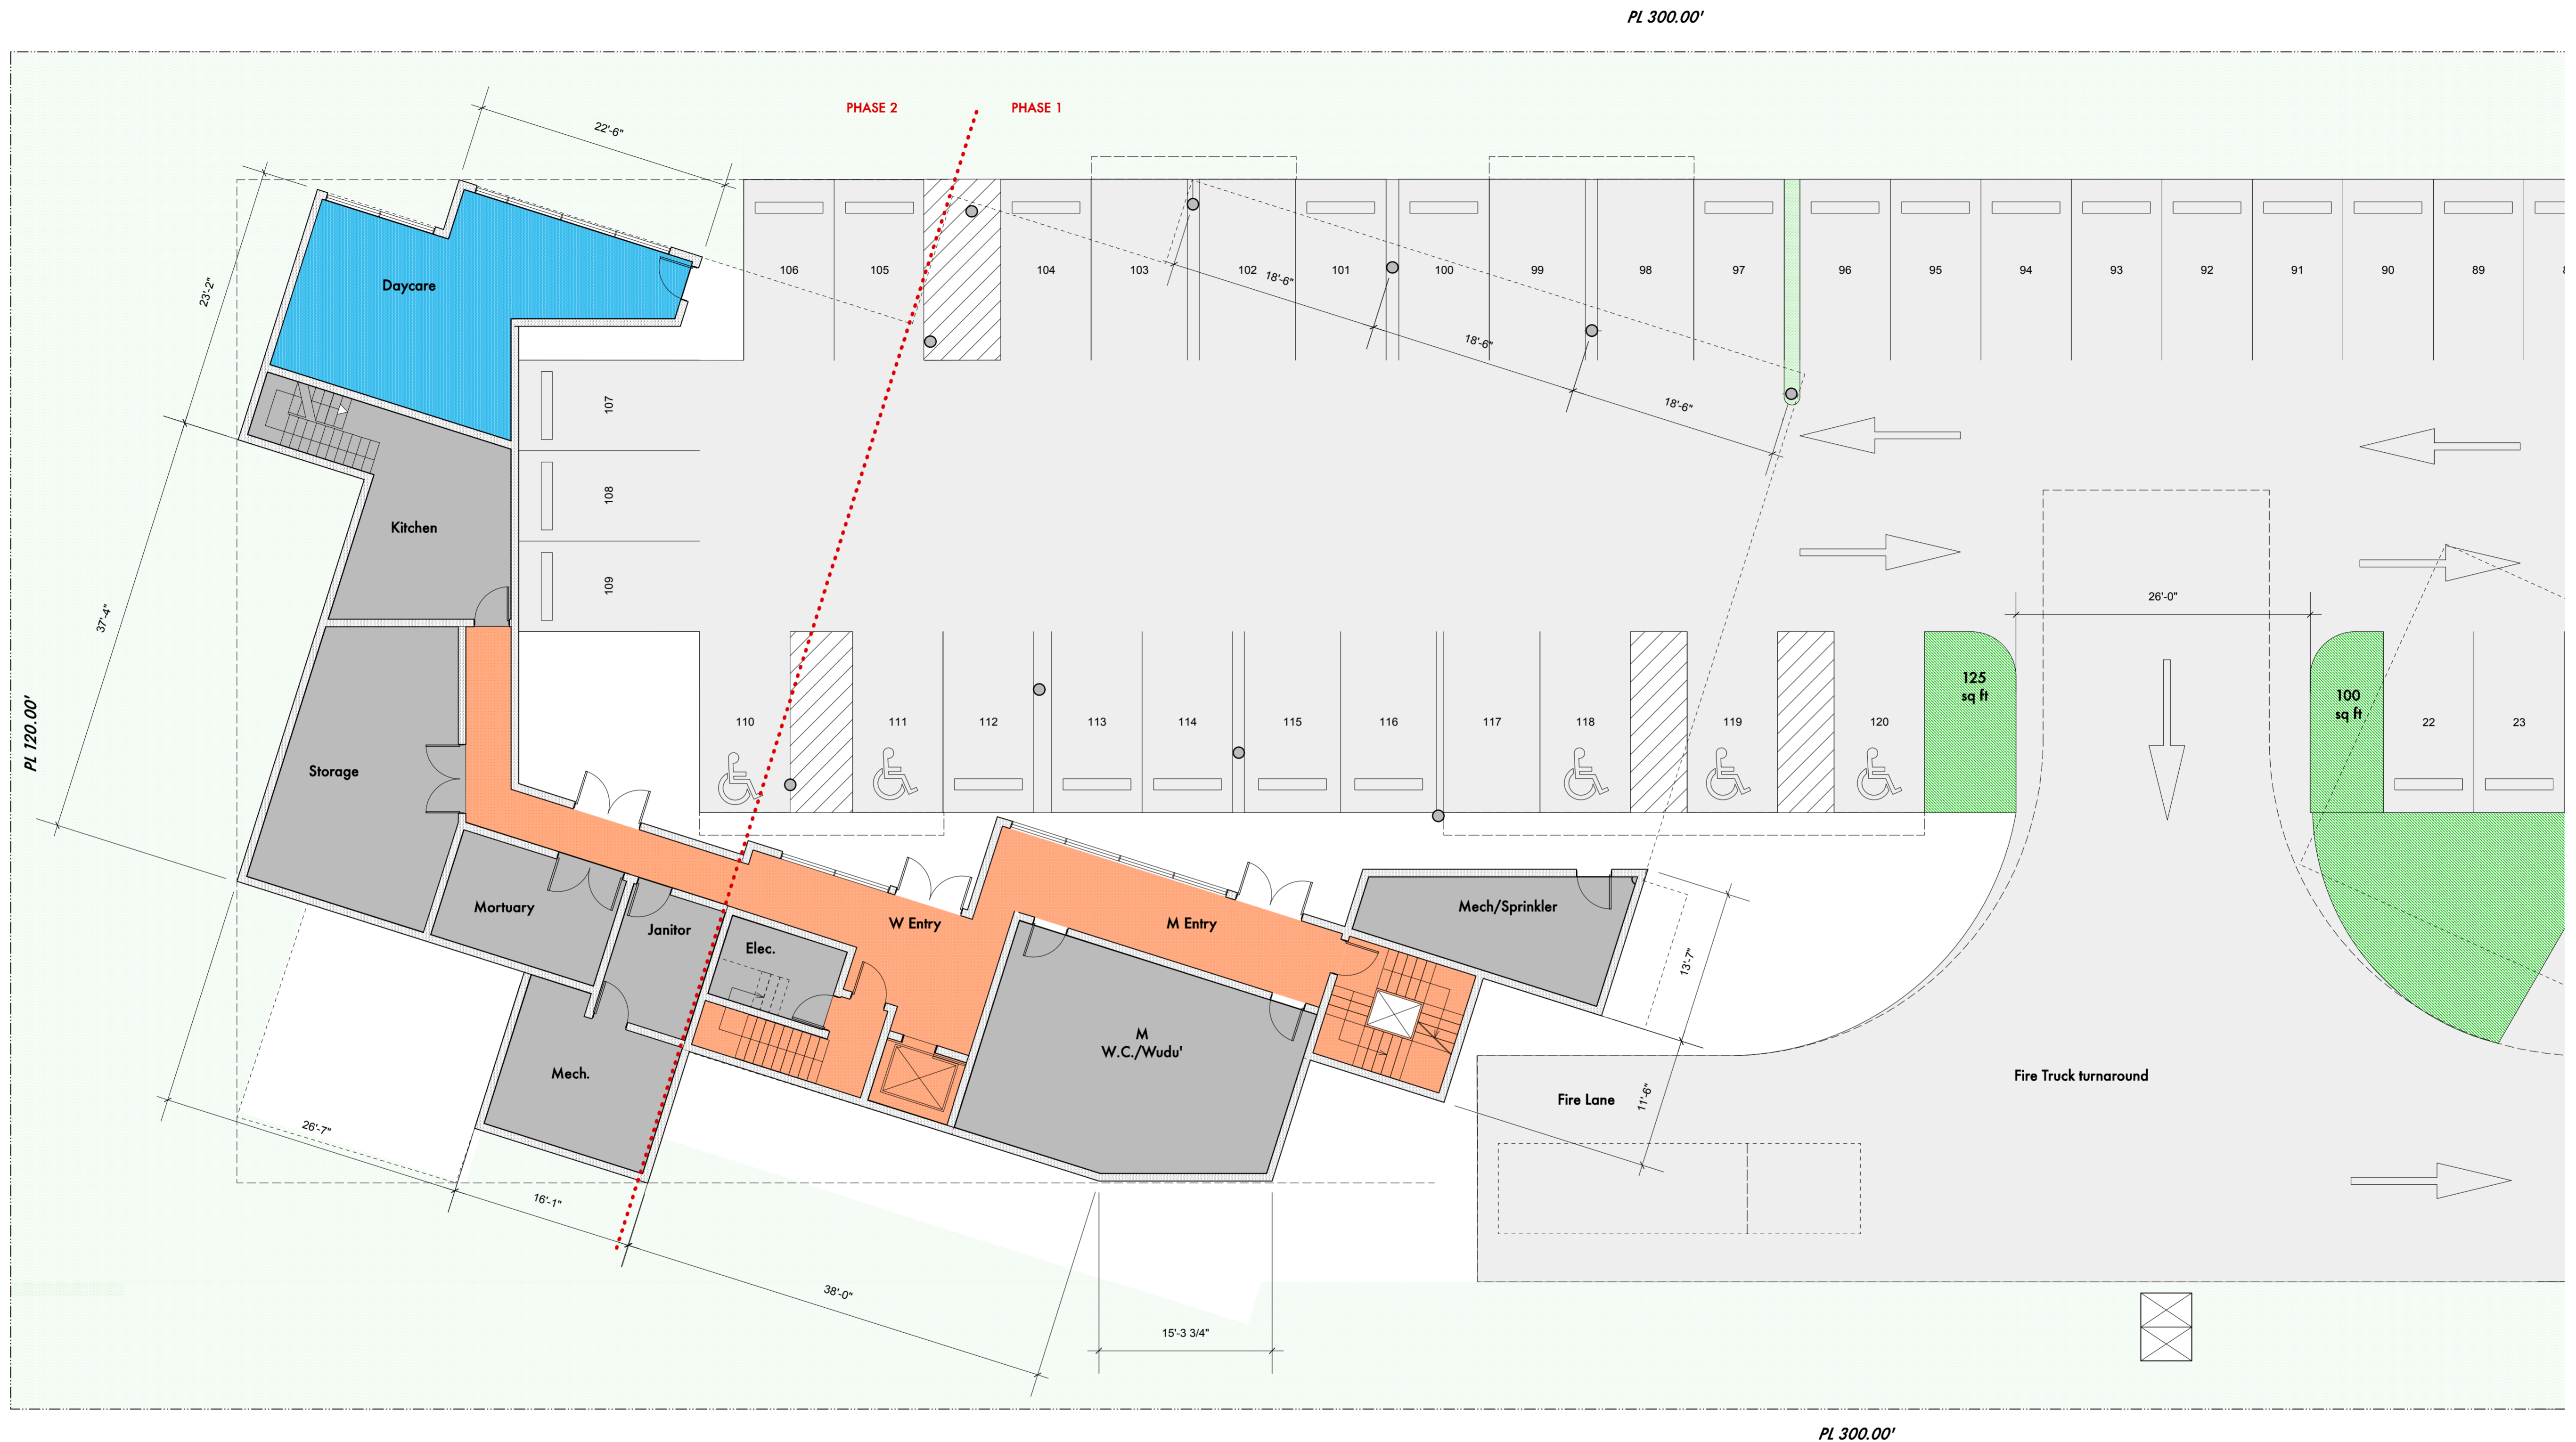 PL 300.00'
PHASE 2
PHASE 1
22'-6"
23'-2"
Daycare
106
105
104
103
102
101
100
99
98
97
96
95
94
93
92
91
90
89
18'-6"
18'-6"
18'-6"
107
108
109
Kitchen
37'-4"
PL 120.00'
26'-0"
125
sq ft
100
sq ft
110
111
112
113
114
115
116
117
118
119
120
22
23
Storage
Mortuary
Janitor
Elec.
W Entry
M Entry
Mech/Sprinkler
13'-7"
M
W.C./Wudu'
Mech.
Fire Lane
11'-6"
Fire Truck turnaround
26'-7"
16'-1"
38'-0"
15'-3 3/4"
PL 300.00'